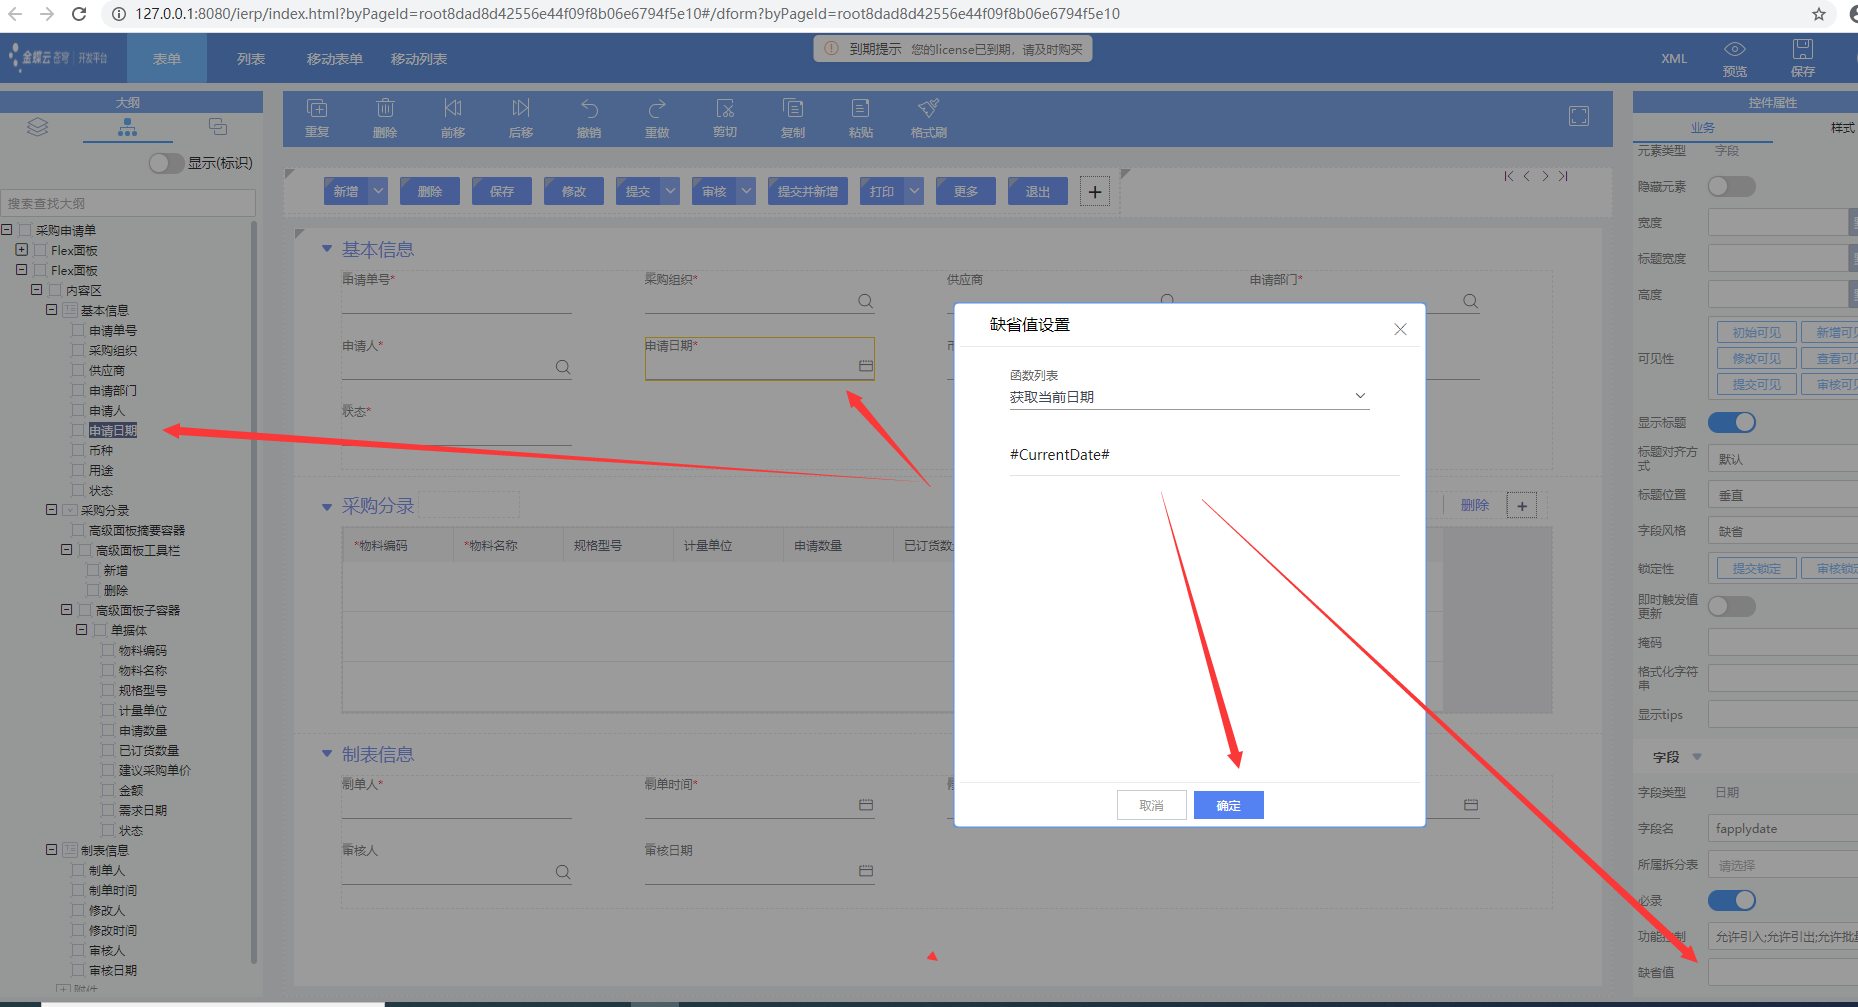 127.0.0.1:8080/ierp/index.html?byPageId=root8dad8d42556e44f09f8b06e6794f5e10#/dform?byPageId=root8dad8d42556e44f09f8b06e6794f5e10
金蝶云 苍穹 | 开发平台
表单
列表
移动表单
移动列表
到期提示 您的license已到期，请及时购买
XML
预览
保存
大纲
显示(标识)
搜索查找大纲
采购申请单
Flex面板
Flex面板
内容区
基本信息
申请单号
采购组织
供应商
申请部门
申请人
申请日期
币种
用途
状态
采购分录
高级面板摘要容器
高级面板工具栏
新增
删除
高级面板子容器
单据体
物料编码
物料名称
规格型号
计量单位
申请数量
已订货数量
建议采购单价
金额
需求日期
状态
制表信息
制单人
制单时间
修改人
修改时间
审核人
审核日期
附件
重复
删除
前移
后移
撤销
重做
剪切
复制
粘贴
格式刷
新增
删除
保存
修改
提交
审核
提交并新增
打印
更多
退出
基本信息
申请单号*
采购组织*
供应商
申请部门*
申请人*
申请日期*
状态*
采购分录
删除
*物料编码
*物料名称
规格型号
计量单位
申请数量
已订货数
制表信息
制单人*
制单时间*
审核人
审核日期
缺省值设置
函数列表
获取当前日期
#CurrentDate#
取消
确定
控件属性
业务
样式
元素类型 字段
隐藏元素
宽度
标题宽度
高度
可见性
初始可见 新增可
修改可见 查看可
提交可见 审核可
显示标题
标题对齐方式 默认
标题位置 垂直
字段风格 缺省
锁定性 提交锁定 审核锁
即时触发值更新
掩码
格式化字符串
显示tips
字段
字段类型 日期
字段名 fapplydate
所属拆分表 请选择
必录
功能控制 允许引入;允许引出;允许批
缺省值